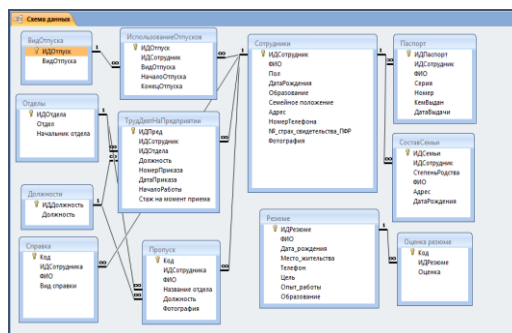 Схема данных
ВидОтпуска
ИДОтпуск
ВидОтпуска
ИспользованиеОтпусков
ИДОтпуск
ИДСотрудник
ВидОтпуска
НачалоОтпуска
КонецОтпуска
Сотрудники
ИДСотрудник
ФИО
Пол
ДатаРождения
Образование
Семейное положение
Адрес
НомерТелефона
№_страх_свидетельства_ПФР
Фотография
Паспорт
ИДПаспорт
ИДСотрудник
ФИО
Серия
Номер
КемВыдан
ДатаВыдачи
Отделы
ИДОтдела
Отдел
Начальник отдела
ТрудДеятНаПредприятии
ИДПред
ИДСотрудник
ИДОтдела
Должность
НомерПриказа
ДатаПриказа
НачалоРаботы
Стаж на момент приема
СоставСемьи
ИДСемьи
ИДСотрудник
СтепеньРодства
ФИО
Адрес
ДатаРождения
Должности
ИДДолжность
Должность
Справка
Код
ИДСотрудника
ФИО
Вид справки
Пропуск
Код
ИДСотрудника
ФИО
Название отдела
Должность
Фотография
Резюме
ИДРезюме
ФИО
Дата_рождения
Место_жительства
Телефон
Цель
Опыт_работы
Образование
Оценка резюме
Код
ИДРезюме
Оценка